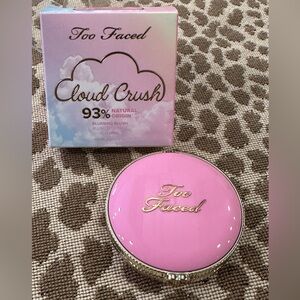 Too Faced
Cloud Crush
93% NATURAL
ORIGIN
BLURRING BLUSH
Too
Faced